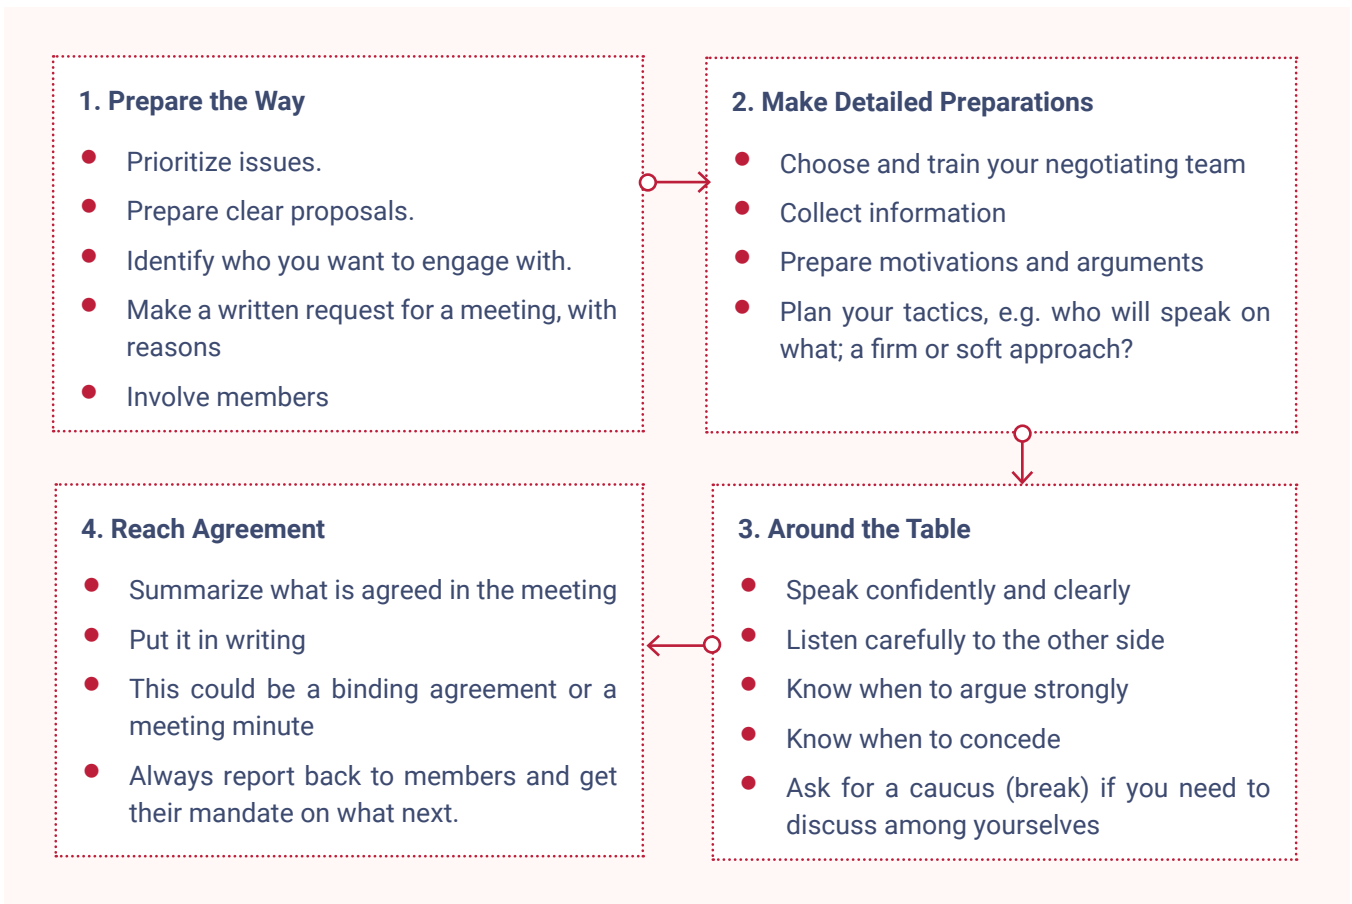 1. Prepare the Way
Prioritize issues.
Prepare clear proposals.
Identify who you want to engage with.
Make a written request for a meeting, with
reasons
Involve members
2. Make Detailed Preparations
Choose and train your negotiating team
Collect information
Prepare motivations and arguments
Plan your tactics, e.g. who will speak on
what; a firm or soft approach?
3. Around the Table
Speak confidently and clearly
Listen carefully to the other side
Know when to argue strongly
Know when to concede
Ask for a caucus (break) if you need to
discuss among yourselves
4. Reach Agreement
Summarize what is agreed in the meeting
Put it in writing
This could be a binding agreement or a
meeting minute
Always report back to members and get
their mandate on what next.